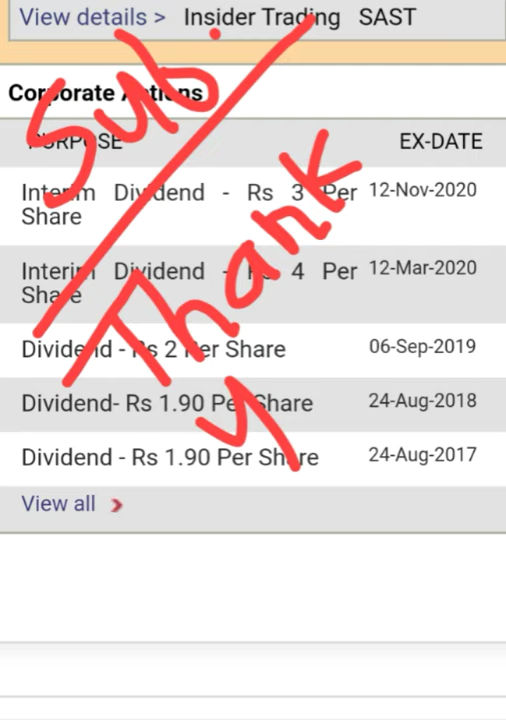 View details > Insider Trading SAST
Corporate Actions
PURPOSE EX-DATE
Interim Dividend - Rs 3 Per 12-Nov-2020
Share
Interim Dividend - Rs 4 Per 12-Mar-2020
Share
Dividend - Rs 2 Per Share 06-Sep-2019
Dividend- Rs 1.90 Per Share 24-Aug-2018
Dividend - Rs 1.90 Per Share 24-Aug-2017
View all >
Sub.
Thank
y